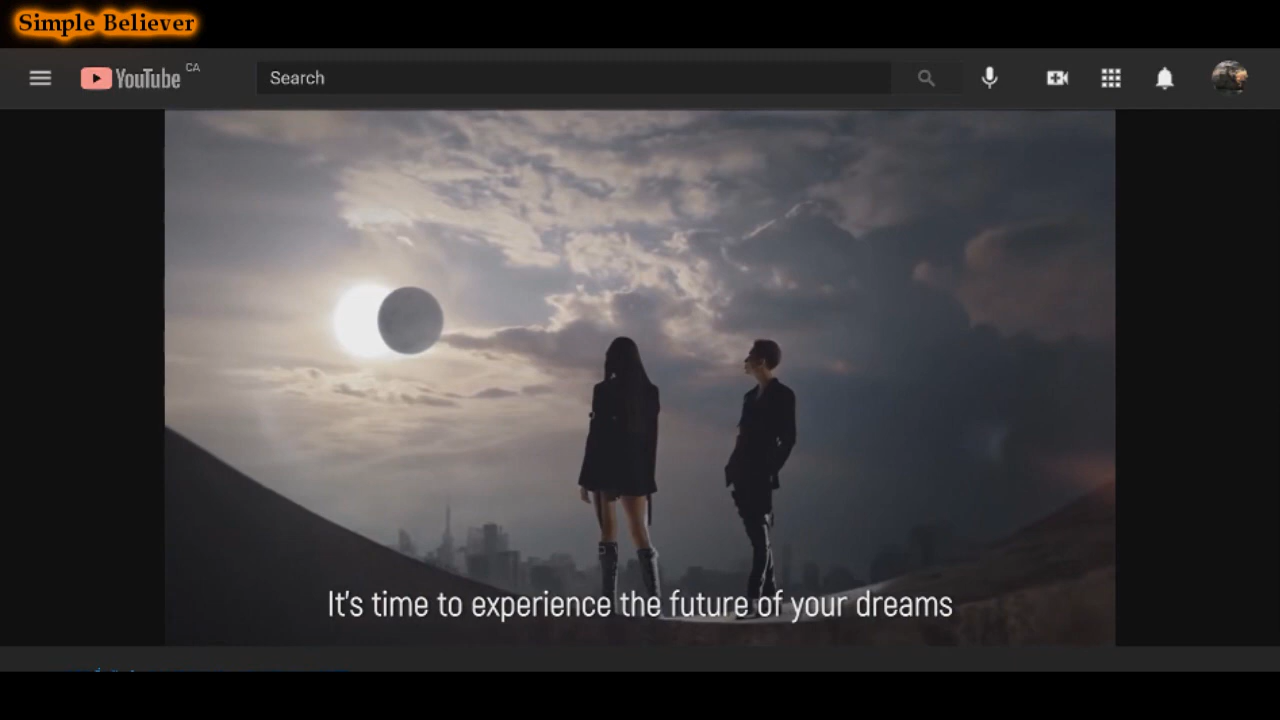 Simple Believer
YouTube CA
Search
It's time to experience the future of your dreams